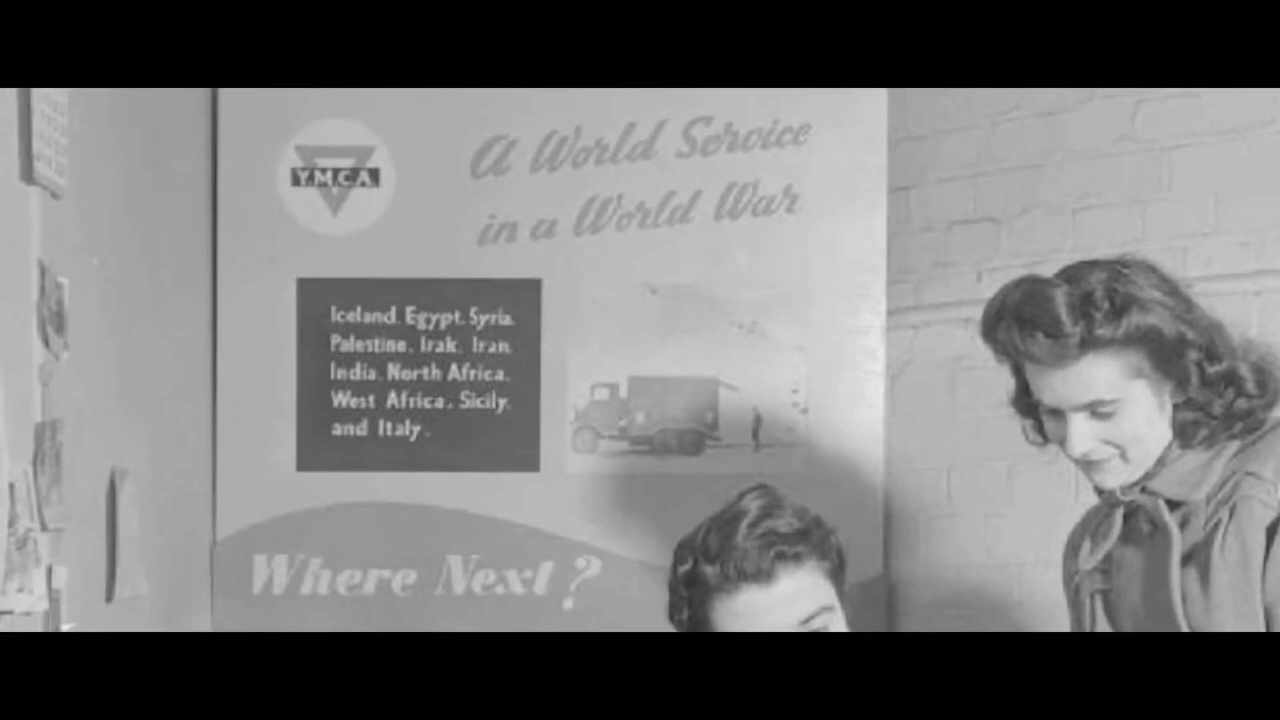 Y.M.C.A.
A World Service
in a World War
Iceland. Egypt. Syria.
Palestine. Irak. Iran.
India. North Africa.
West Africa. Sicily.
and Italy.
Where Next?